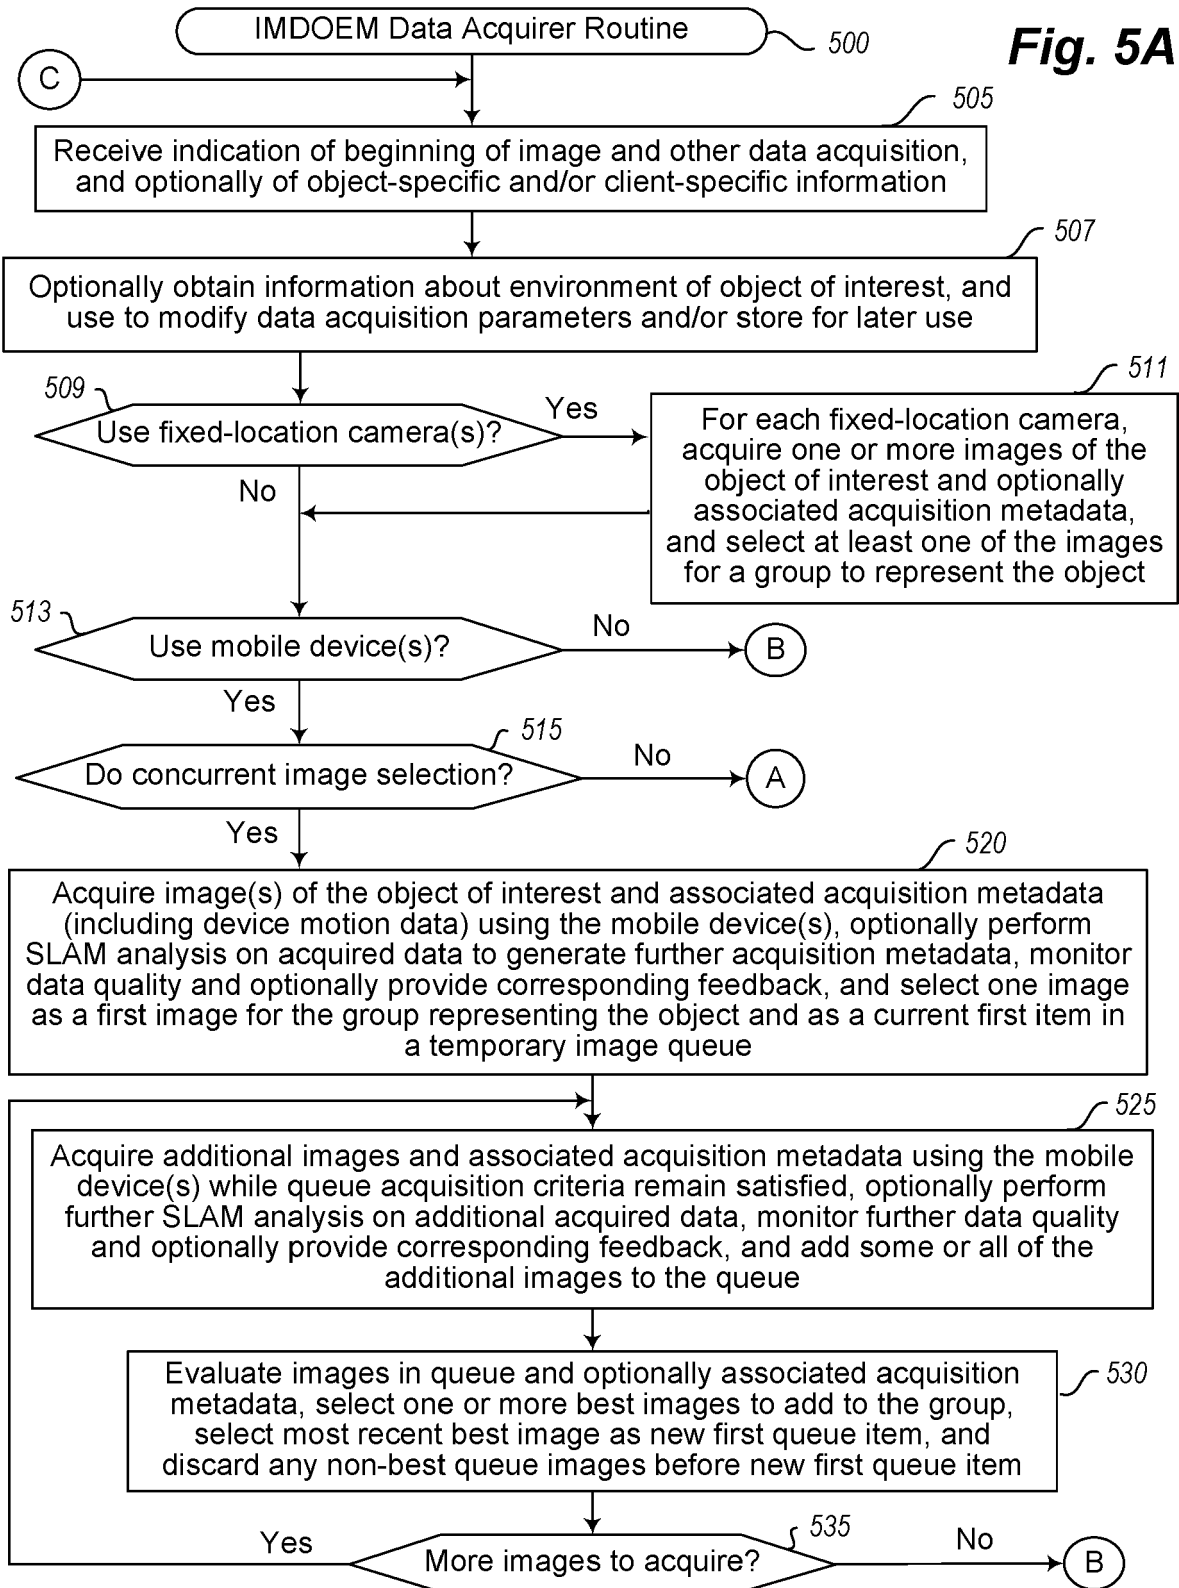 IMDOEM Data Acquirer Routine
500
Fig. 5A
C
505
Receive indication of beginning of image and other data acquisition,
and optionally of object-specific and/or client-specific information
507
Optionally obtain information about environment of object of interest, and
use to modify data acquisition parameters and/or store for later use
509
Use fixed-location camera(s)?
Yes
No
511
For each fixed-location camera,
acquire one or more images of the
object of interest and optionally
associated acquisition metadata,
and select at least one of the images
for a group to represent the object
513
Use mobile device(s)?
No
B
Yes
515
Do concurrent image selection?
No
A
Yes
520
Acquire image(s) of the object of interest and associated acquisition metadata
(including device motion data) using the mobile device(s), optionally perform
SLAM analysis on acquired data to generate further acquisition metadata, monitor
data quality and optionally provide corresponding feedback, and select one image
as a first image for the group representing the object and as a current first item in
a temporary image queue
525
Acquire additional images and associated acquisition metadata using the mobile
device(s) while queue acquisition criteria remain satisfied, optionally perform
further SLAM analysis on additional acquired data, monitor further data quality
and optionally provide corresponding feedback, and add some or all of the
additional images to the queue
530
Evaluate images in queue and optionally associated acquisition
metadata, select one or more best images to add to the group,
select most recent best image as new first queue item, and
discard any non-best queue images before new first queue item
535
Yes
More images to acquire?
No
B